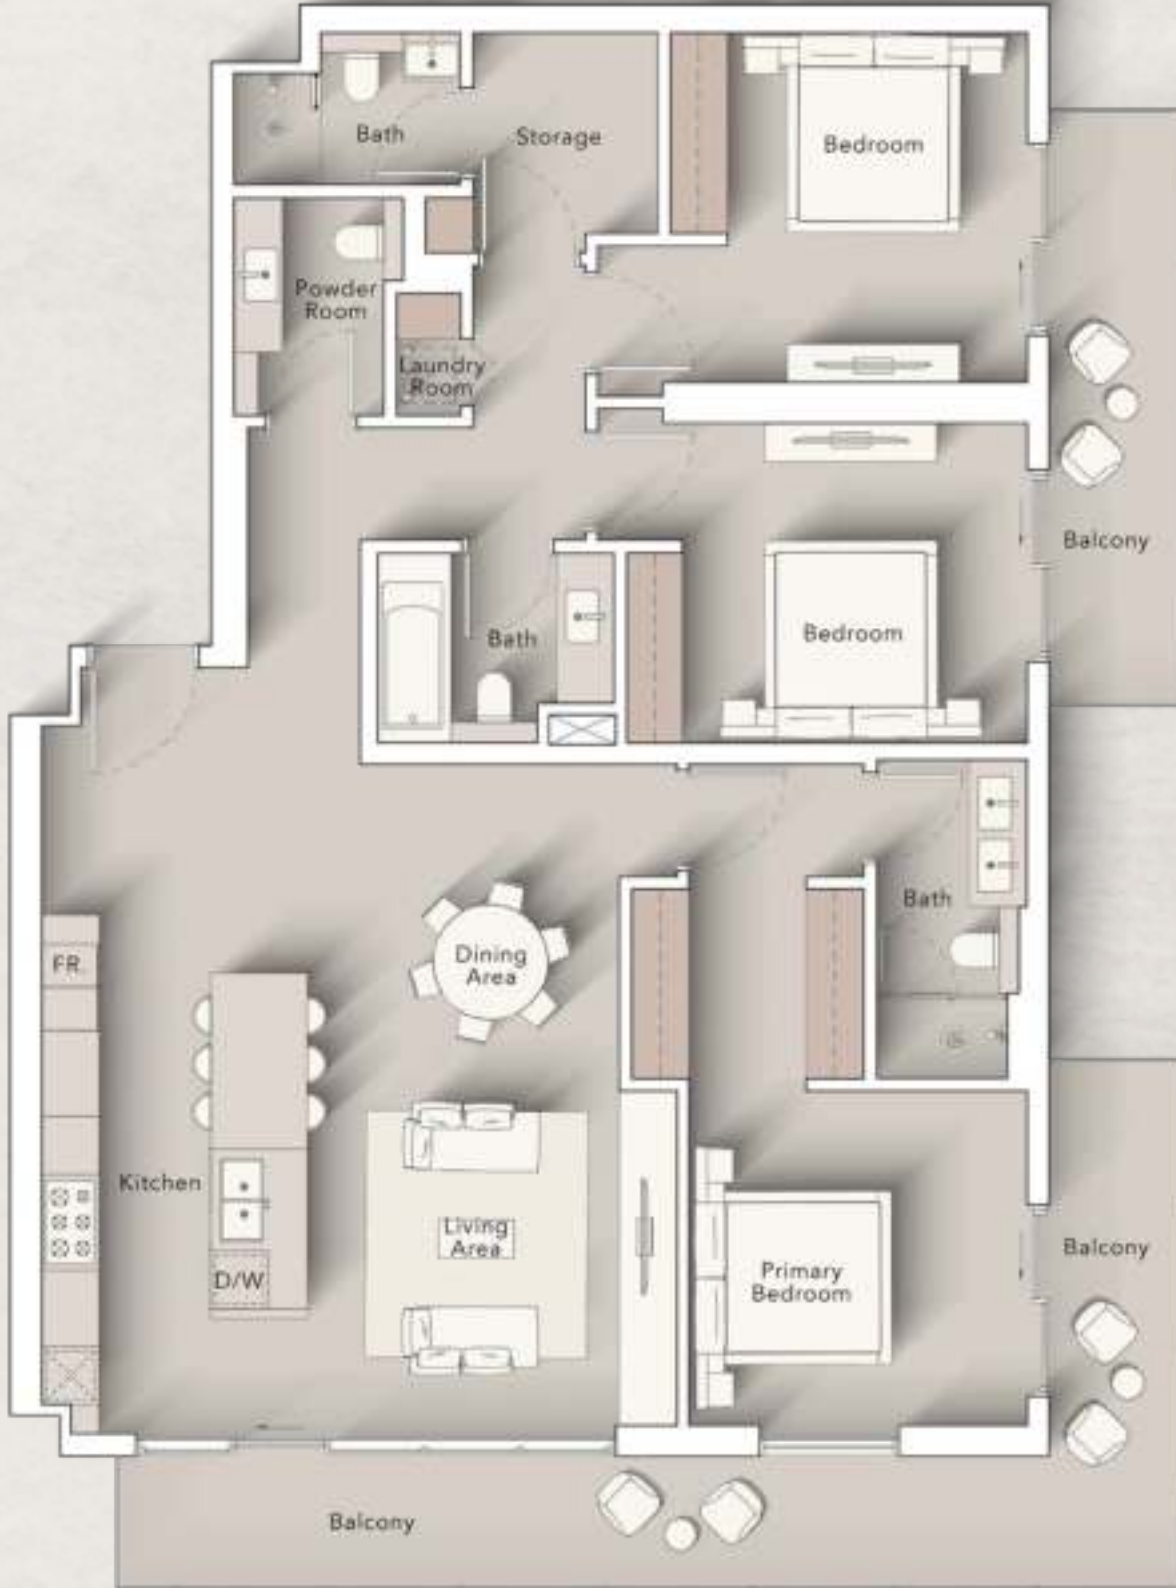 Bath
Storage
Bedroom
Powder
Room
Laundry
Room
Balcony
Bath
Bedroom
Bath
FR.
Dining
Area
Kitchen
Living
Area
D/W
Primary
Bedroom
Balcony
Balcony